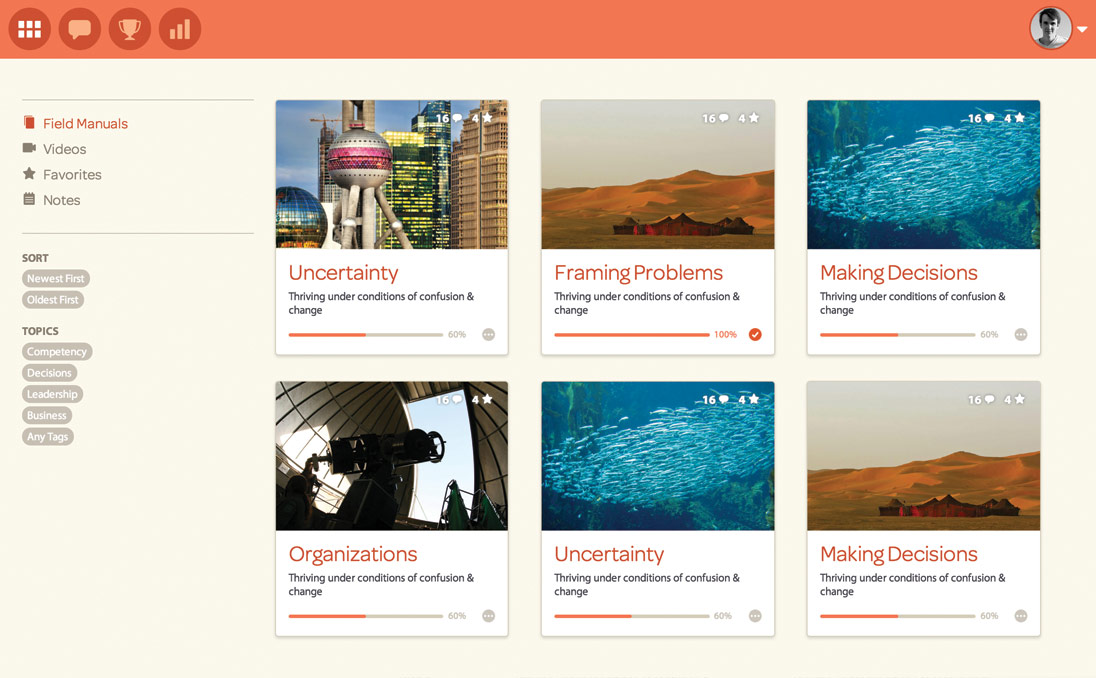 Field Manuals
Videos
Favorites
Notes
SORT
Newest First
Oldest First
TOPICS
Competency
Decisions
Leadership
Business
Any Tags
16 4
Uncertainty
Thriving under conditions of confusion &
change
60%
16 4
Framing Problems
Thriving under conditions of confusion &
change
100%
16 4
Making Decisions
Thriving under conditions of confusion &
change
60%
16 4
Organizations
Thriving under conditions of confusion &
change
60%
16 4
Uncertainty
Thriving under conditions of confusion &
change
60%
16 4
Making Decisions
Thriving under conditions of confusion &
change
60%